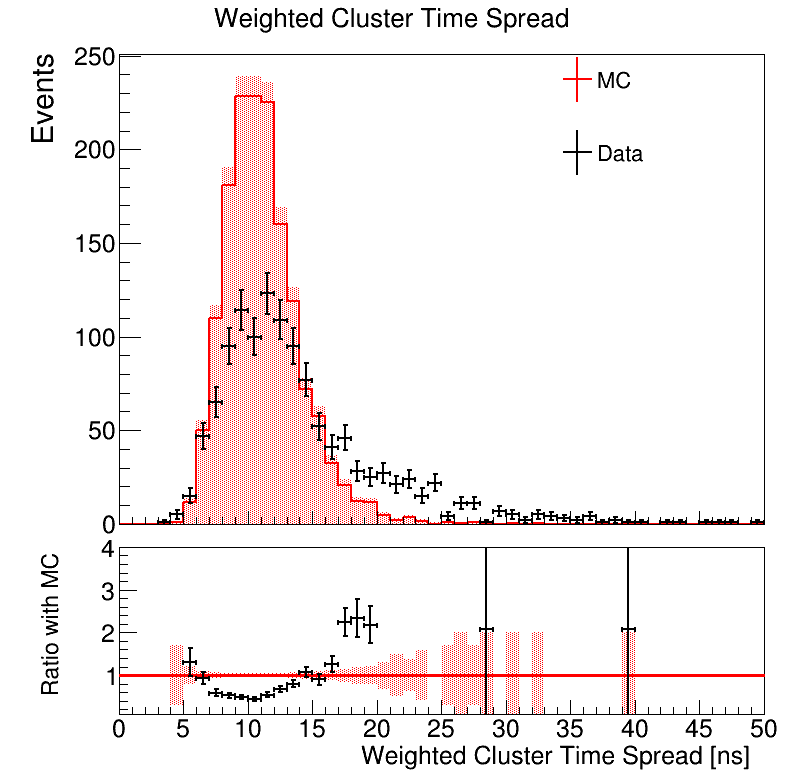 Weighted Cluster Time Spread
Events
250
200
150
100
50
0
MC
Data
Ratio with MC
4
3
2
1
0 5 10 15 20 25 30 35 40 45 50
Weighted Cluster Time Spread [ns]